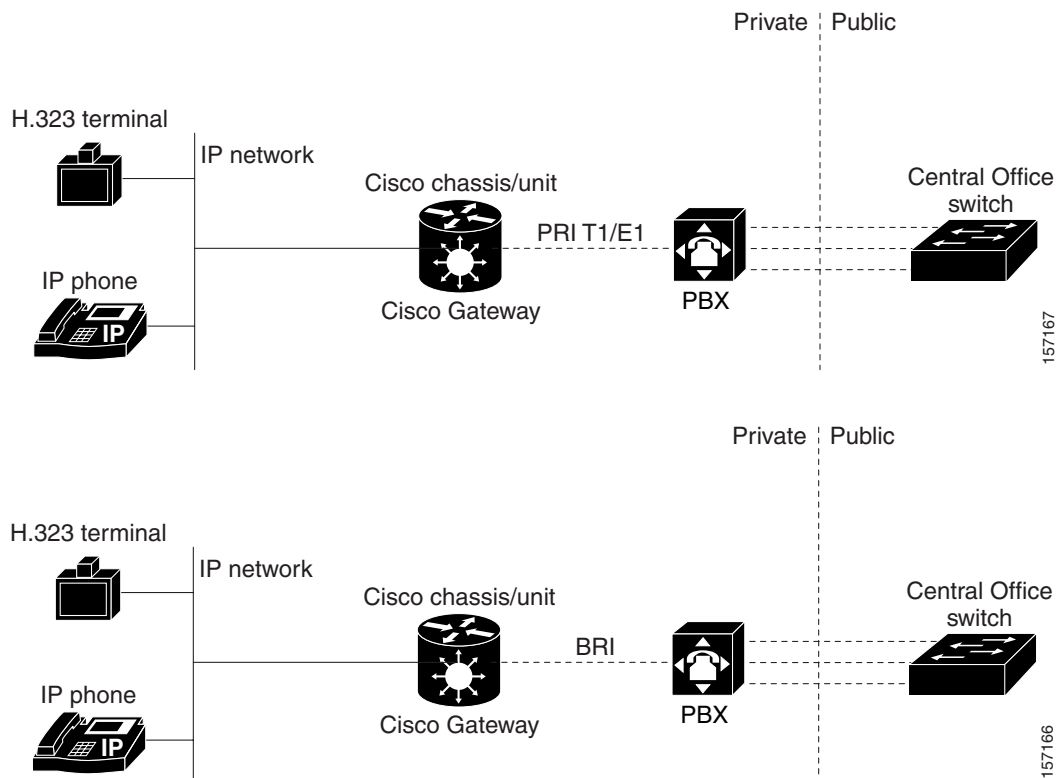 Private Public
H.323 terminal
IP network
Cisco chassis/unit
Central Office
switch
PRI T1/E1
IP phone
IP
Cisco Gateway
PBX
157167
Private Public
H.323 terminal
IP network
Cisco chassis/unit
Central Office
switch
BRI
IP phone
IP
Cisco Gateway
PBX
157166